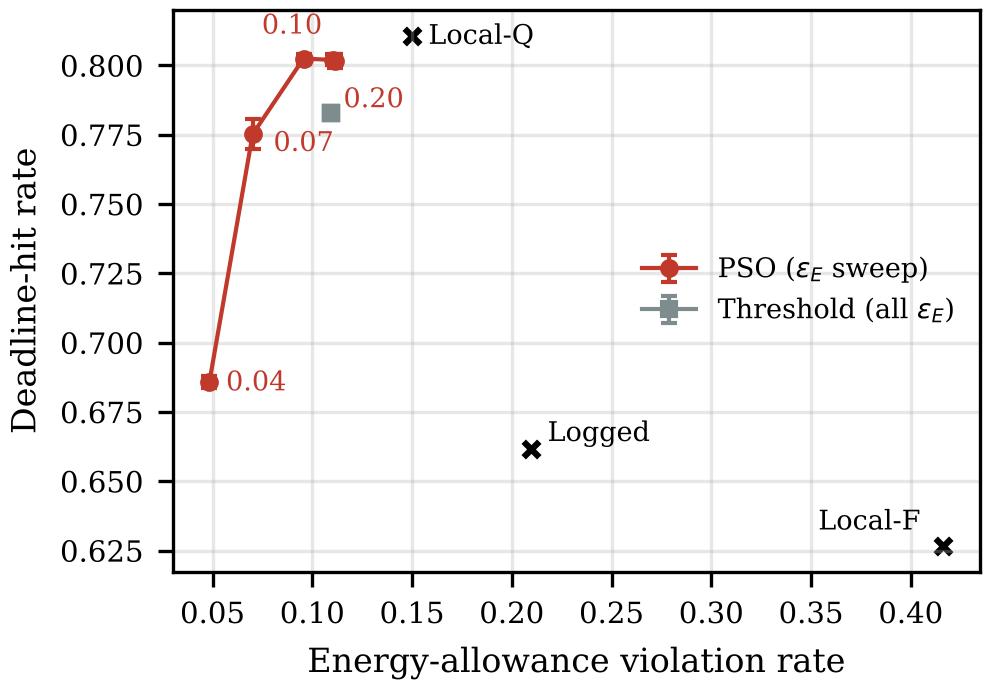 0.10
Local-Q
0.800
0.20
0.775
0.07
0.750
0.725
PSO (ε_E sweep)
Threshold (all ε_E)
0.700
0.04
0.675
Logged
0.650
Local-F
0.625
0.05 0.10 0.15 0.20 0.25 0.30 0.35 0.40
Energy-allowance violation rate
Deadline-hit rate